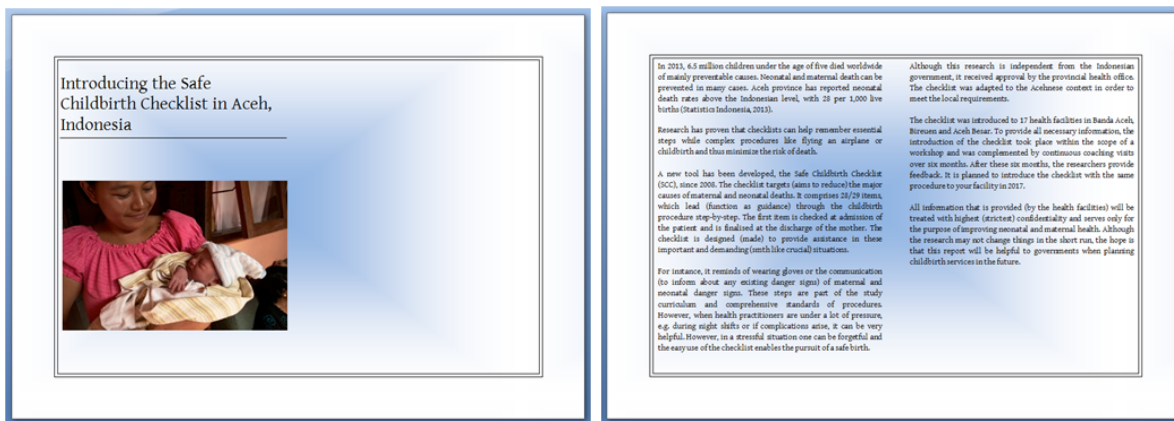 Introducing the Safe
Childbirth Checklist in Aceh,
Indonesia
In 2013, 6.5 million children under the age of five died worldwide
of mainly preventable causes. Neonatal and maternal death can be
prevented in many cases. Aceh province has reported neonatal
death rates above the Indonesian level, with 28 per 1,000 live
births (Statistics Indonesia, 2013).
Research has proven that checklists can help remember essential
steps while complex procedures like flying an airplane or
childbirth and thus minimize the risk of death.
A new tool has been developed, the Safe Childbirth Checklist
(SCC), since 2008. The checklist targets (aims to reduce) the major
causes of maternal and neonatal deaths. It comprises 28/29 items,
which lead (function as guidance) through the childbirth
procedure step-by-step. The first item is checked at admission of
the patient and is finalised at the discharge of the mother. The
checklist is designed (made) to provide assistance in these
important and demanding (smth like crucial) situations.
For instance, it reminds of wearing gloves or the communication
(to inform about any existing danger signs) of maternal and
neonatal danger signs. These steps are part of the study
curriculum and comprehensive standards of procedures.
However, when health practitioners are under a lot of pressure,
e.g. during night shifts or if complications arise, it can be very
helpful. However, in a stressful situation one can be forgetful and
the easy use of the checklist enables the pursuit of a safe birth.
Although this research is independent from the Indonesian
government, it received approval by the provincial health office.
The checklist was adapted to the Acehnese context in order to
meet the local requirements.
The checklist was introduced to 17 health facilities in Banda Aceh,
Bireuen and Aceh Besar. To provide all necessary information, the
introduction of the checklist took place within the scope of a
workshop and was complemented by continuous coaching visits
over six months. After these six months, the researchers provide
feedback. It is planned to introduce the checklist with the same
procedure to your facility in 2017.
All information that is provided (by the health facilities) will be
treated with highest (strictest) confidentiality and serves only for
the purpose of improving neonatal and maternal health. Although
the research may not change things in the short run, the hope is
that this report will be helpful to governments when planning
childbirth services in the future.